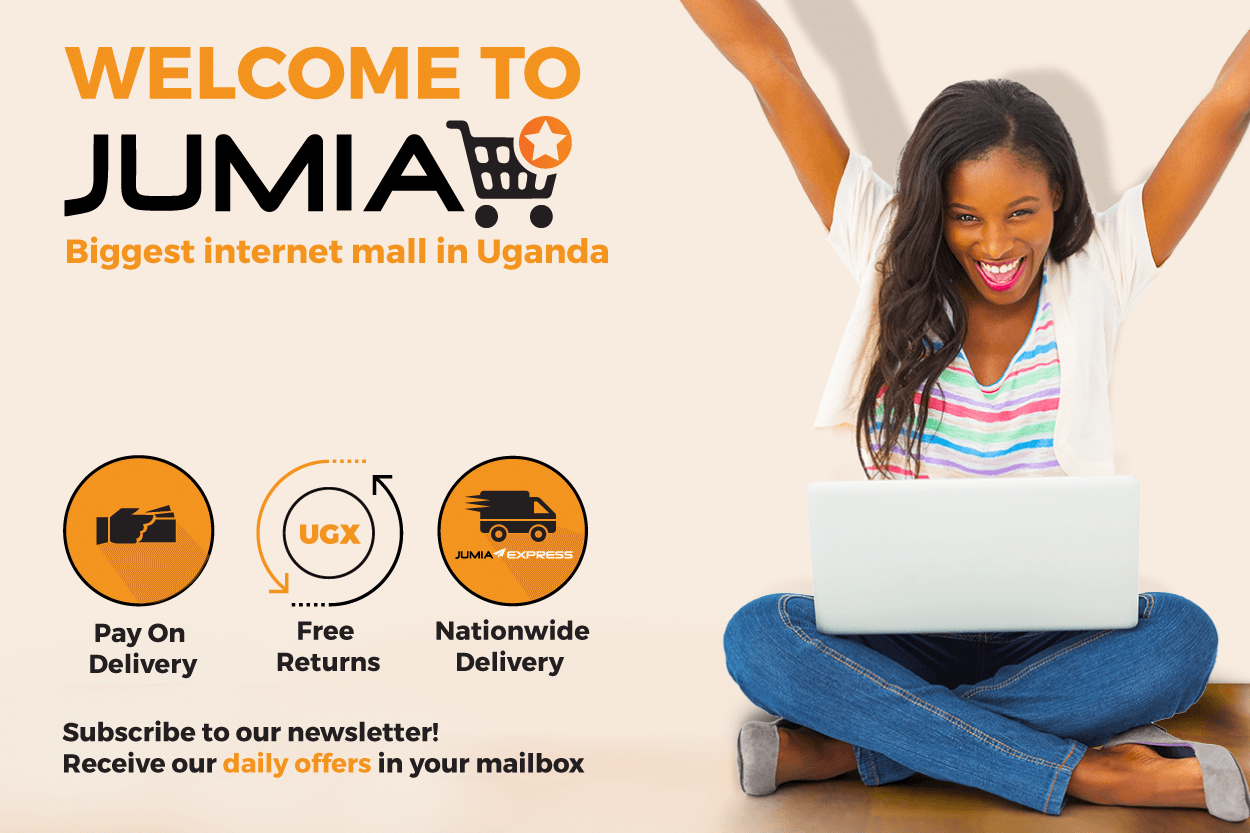 WELCOME TO
JUMIA
Biggest internet mall in Uganda
UGX
JUMIA EXPRESS
Pay On
Delivery
Free
Returns
Nationwide
Delivery
Subscribe to our newsletter!
Receive our daily offers in your mailbox